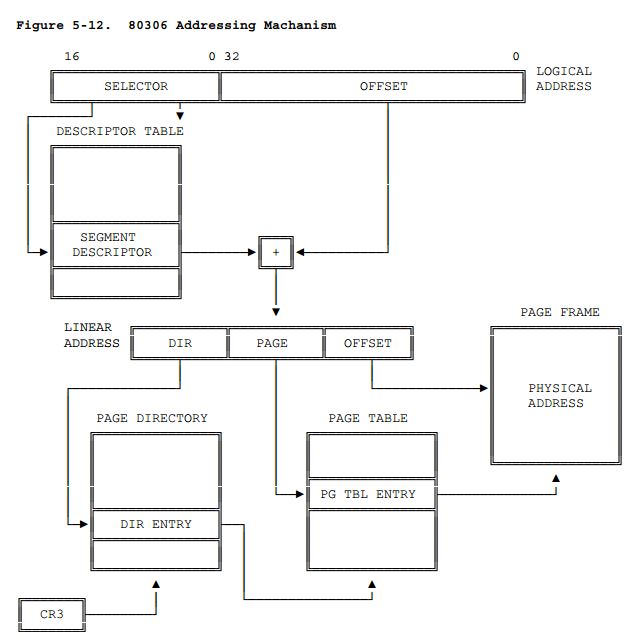 Figure 5-12.  80306 Addressing Machanism
16 0 32 0
SELECTOR OFFSET
LOGICAL
ADDRESS
DESCRIPTOR TABLE
SEGMENT
DESCRIPTOR
+
LINEAR
ADDRESS
DIR PAGE OFFSET
PAGE FRAME
PHYSICAL
ADDRESS
PAGE DIRECTORY
PAGE TABLE
PG TBL ENTRY
DIR ENTRY
CR3